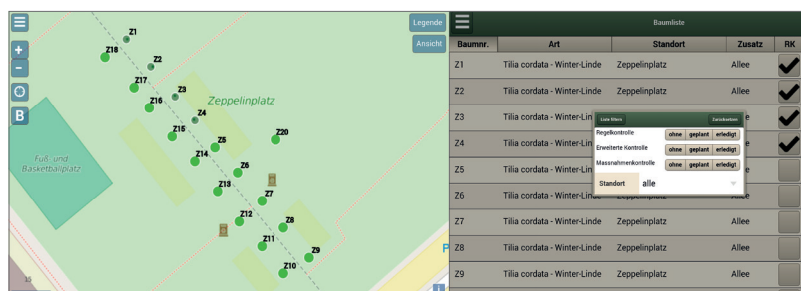 Legende
Ansicht
+
−
B
Z1
Z18
Z2
Z17
Z3
Z16
Zeppelinplatz
Z4
Z15
Z5
Z20
Z14
Z6
Fuß- und
Basketballplatz
Z13
Z7
Z12
Z8
Z11
Z9
Z10
P
15
i
Baumliste
Baumnr. Art Standort Zusatz RK
Z1 Tilia cordata - Winter-Linde Zeppelinplatz Allee
Z2 Tilia cordata - Winter-Linde Zeppelinplatz Allee
Z3 Tilia cordata - Winter-Lin
Z4 Tilia cordata - Winter-Lin
Z5 Tilia cordata - Winter-Lin
Z6 Tilia cordata - Winter-Linde Zeppelinplatz Allee
Z7 Tilia cordata - Winter-Linde Zeppelinplatz Allee
Z8 Tilia cordata - Winter-Linde Zeppelinplatz Allee
Z9 Tilia cordata - Winter-Linde Zeppelinplatz Allee
Liste filtern Zurücksetzen
Regelkontrolle ohne geplant erledigt
Erweiterte Kontrolle ohne geplant erledigt
Massnahmenkontrolle ohne geplant erledigt
Standort alle